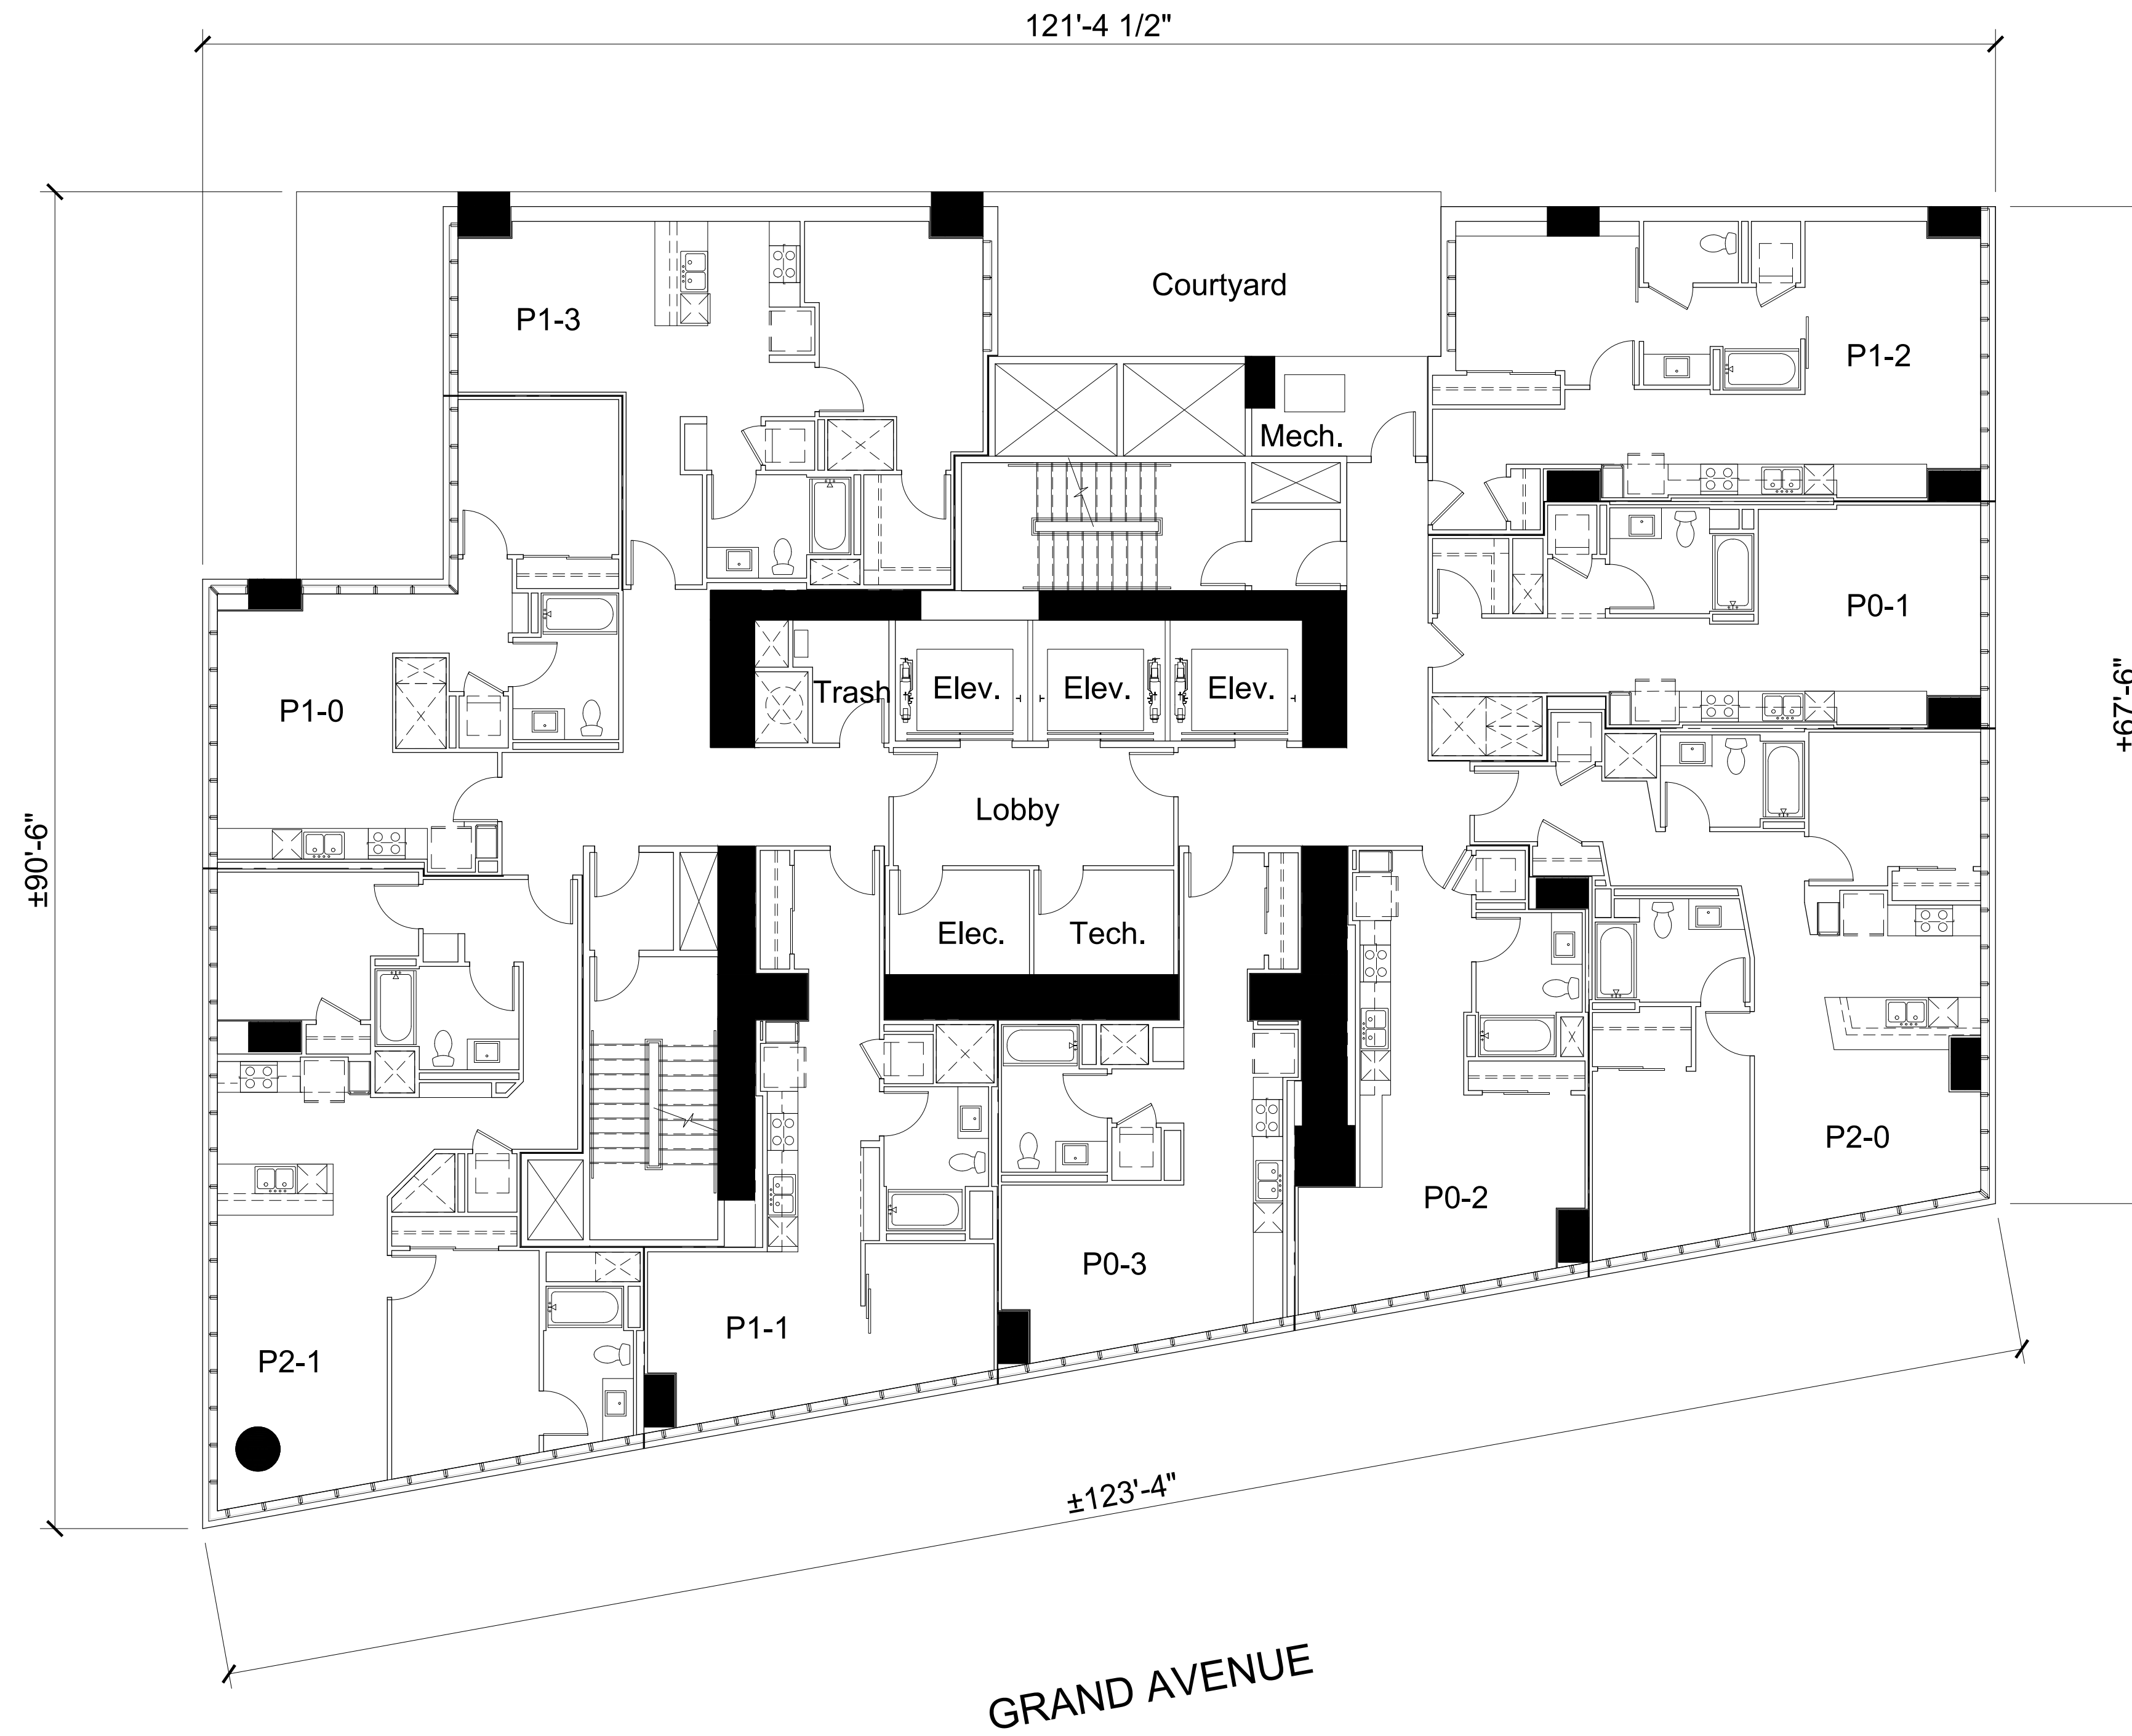 121'-4 1/2"
Courtyard
P1-3
P1-2
Mech.
P0-1
±67'-6"
Trash
Elev.
Elev.
Elev.
P1-0
Lobby
±90'-6"
Elec.
Tech.
P2-0
P0-2
P0-3
P1-1
P2-1
±123'-4"
GRAND AVENUE